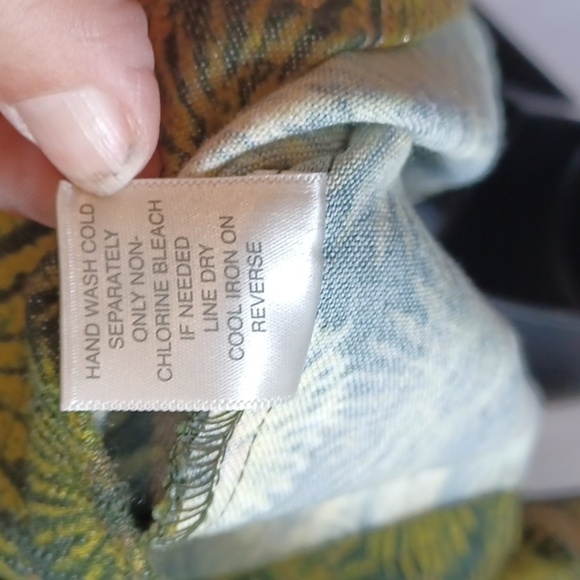 HAND WASH COLD
SEPARATELY
ONLY NON-
CHLORINE BLEACH
IF NEEDED
LINE DRY
COOL IRON ON
REVERSE